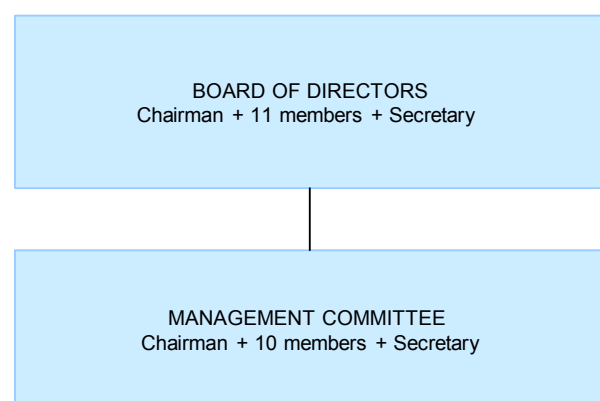 BOARD OF DIRECTORS
Chairman + 11 members + Secretary
MANAGEMENT COMMITTEE
Chairman + 10 members + Secretary